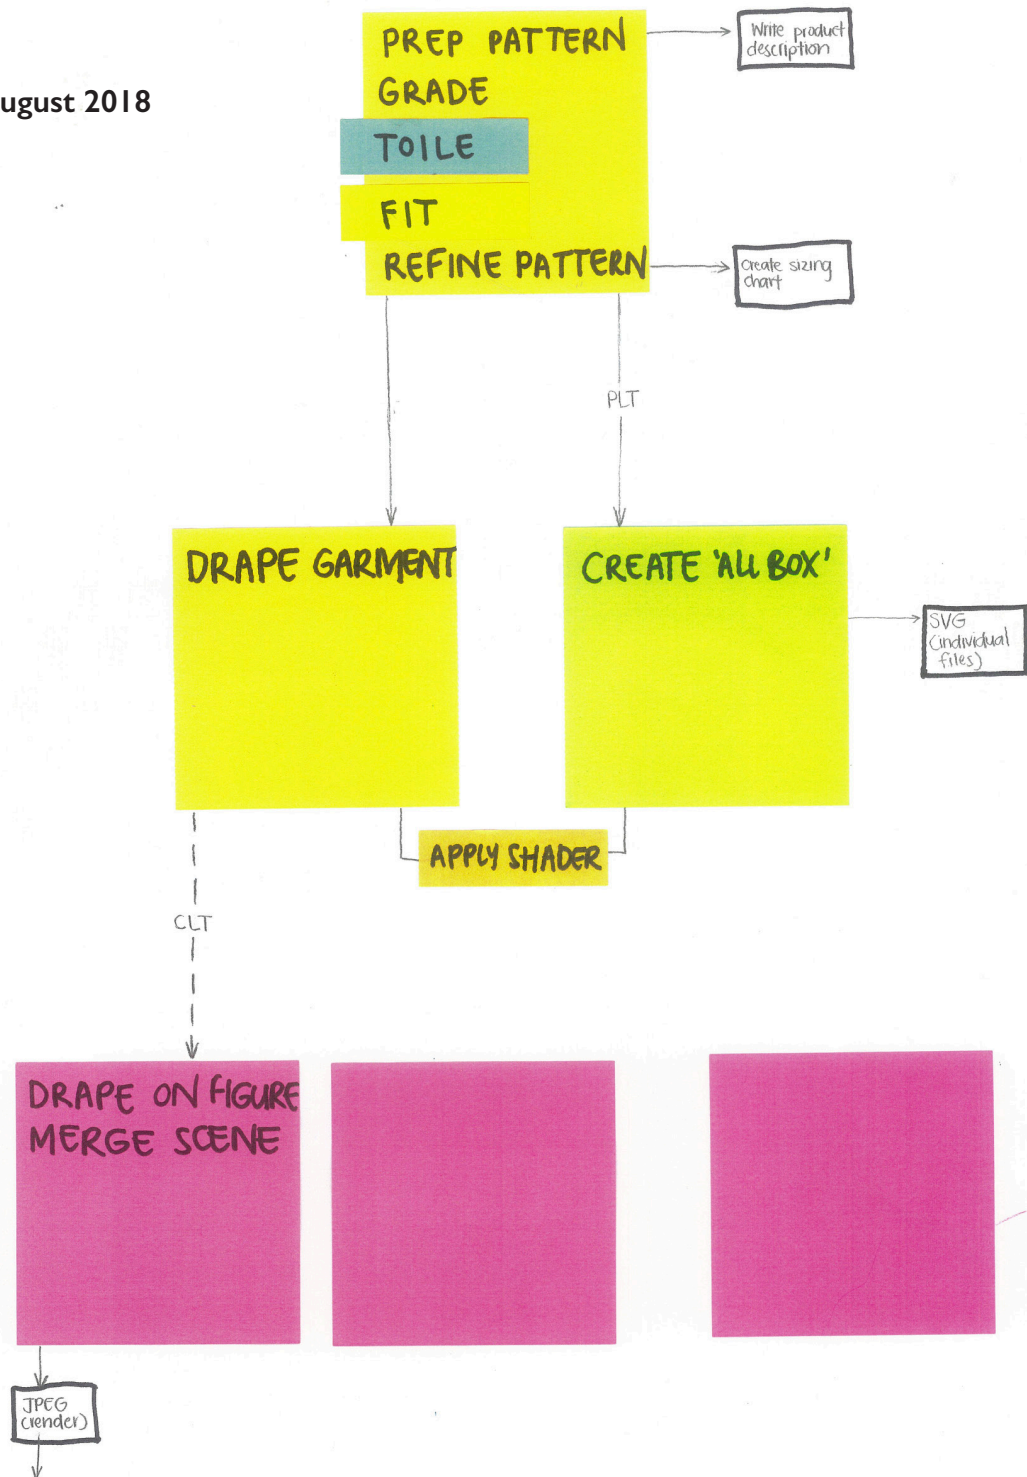 PREP PATTERN
GRADE
TOILE
FIT
REFINE PATTERN
Write product
description
ugust 2018
create sizing
chart
PLT
DRAPE GARMENT
CREATE 'ALL BOX'
SVG
(individual
files)
APPLY SHADER
CLT
DRAPE ON FIGURE
MERGE SCENE
JPEG
(render)